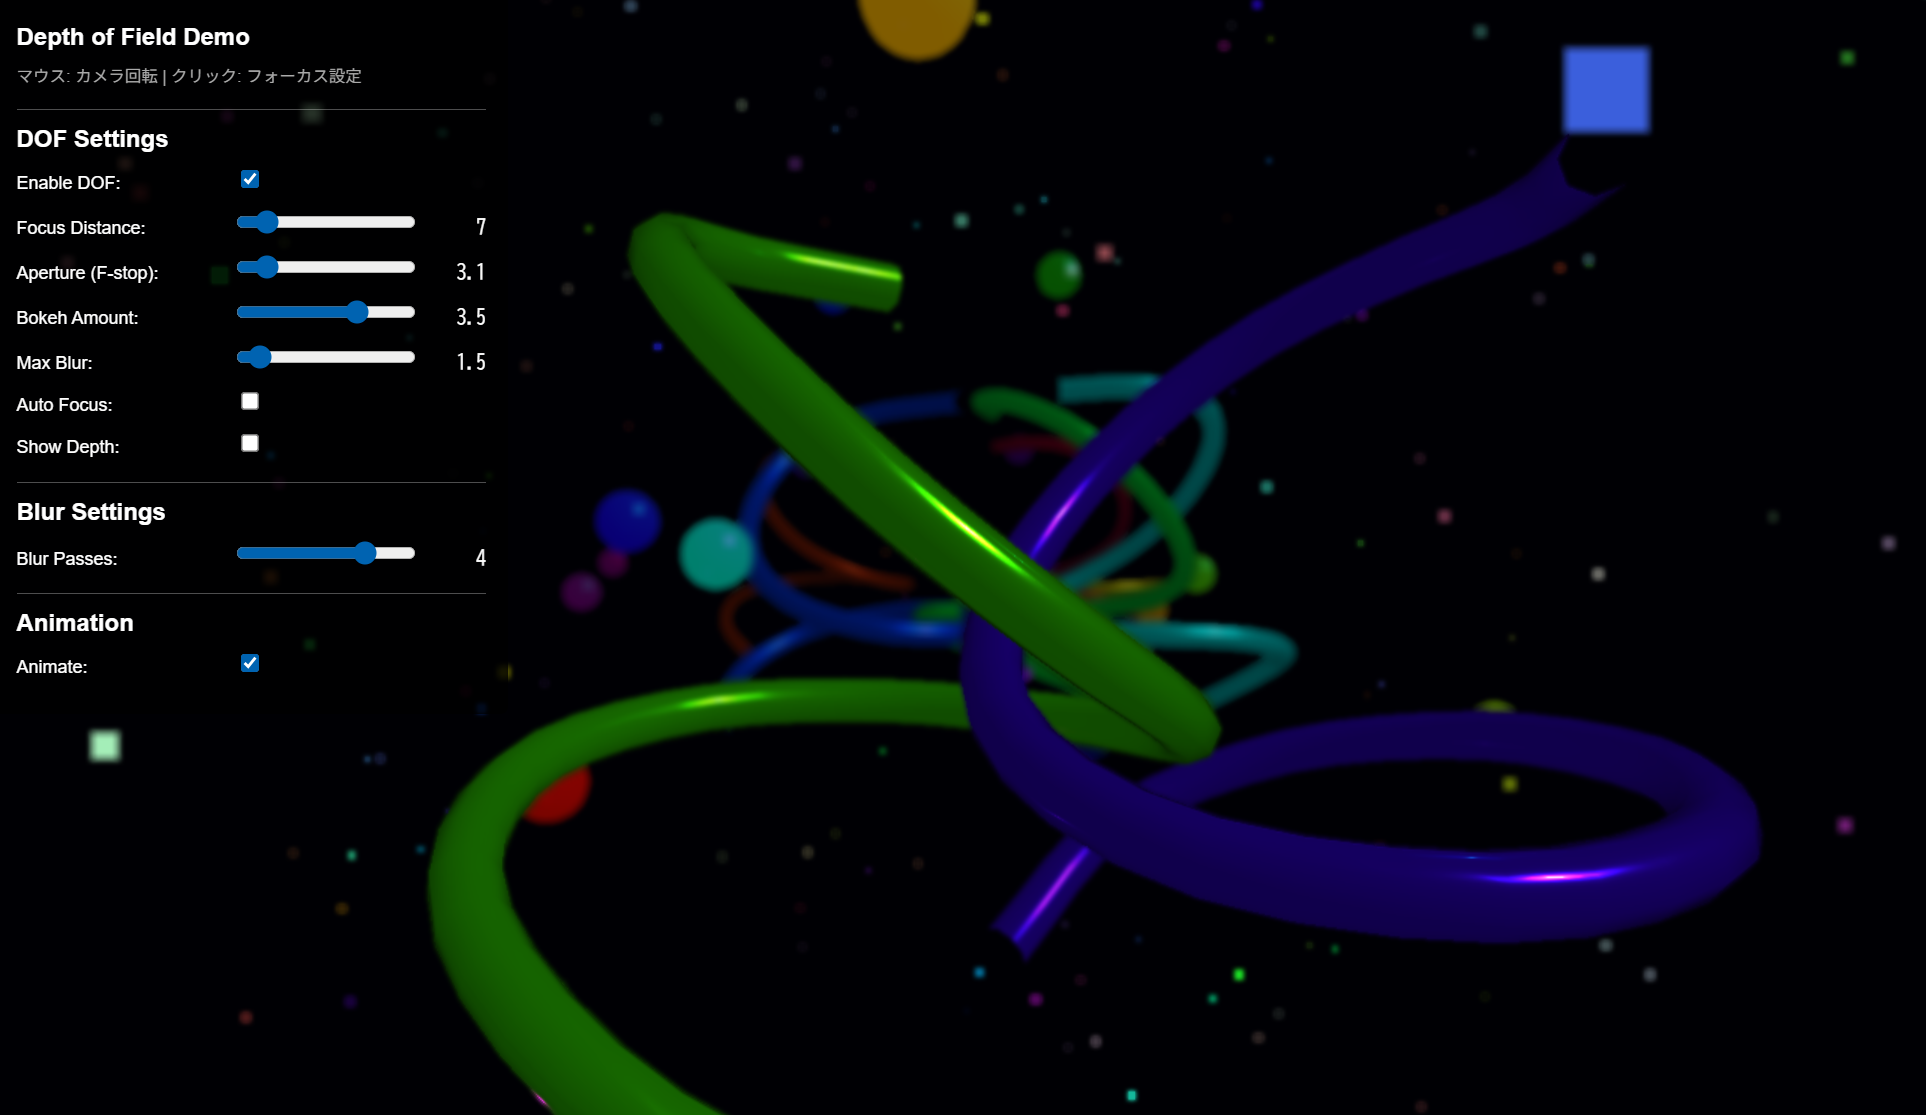 Depth of Field Demo
マウス: カメラ回転 | クリック: フォーカス設定
DOF Settings
Enable DOF:
Focus Distance: 7
Aperture (F-stop): 3.1
Bokeh Amount: 3.5
Max Blur: 1.5
Auto Focus:
Show Depth:
Blur Settings
Blur Passes: 4
Animation
Animate: